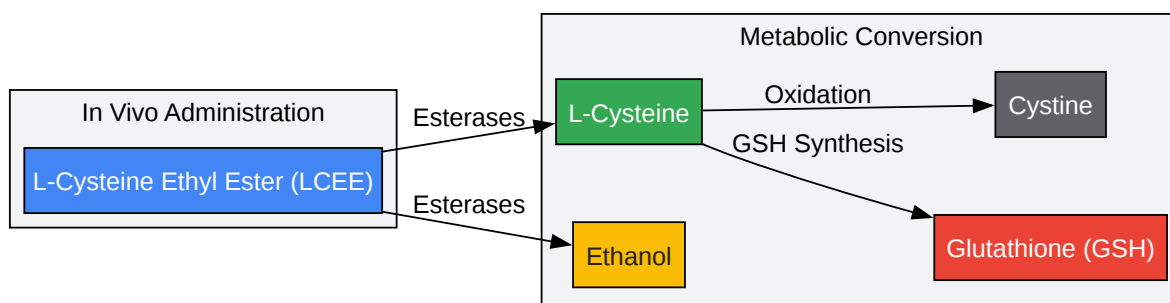 Metabolic Conversion
In Vivo Administration
L-Cysteine Ethyl Ester (LCEE)
Esterases
Esterases
L-Cysteine
Oxidation
Cystine
GSH Synthesis
Ethanol
Glutathione (GSH)